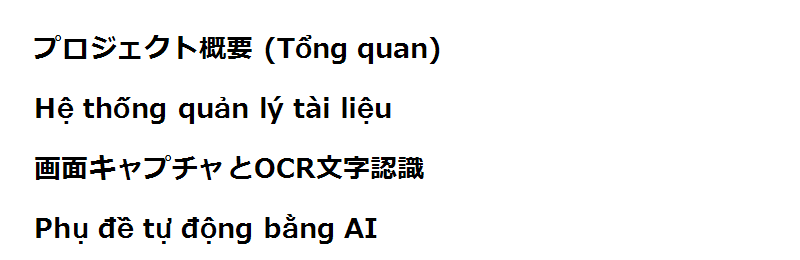 プロジェクト概要 (Tổng quan)
Hệ thống quản lý tài liệu
画面キャプチャとOCR文字認識
Phụ đề tự động bằng AI